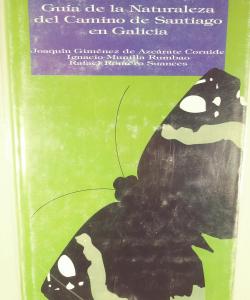 Guía de la Naturaleza
del Camino de Santiago
en Galicia
Joaquín Giménez de Azcárate Cornide
Ignacio Munilla Rumbao
Rafael Romero Suances